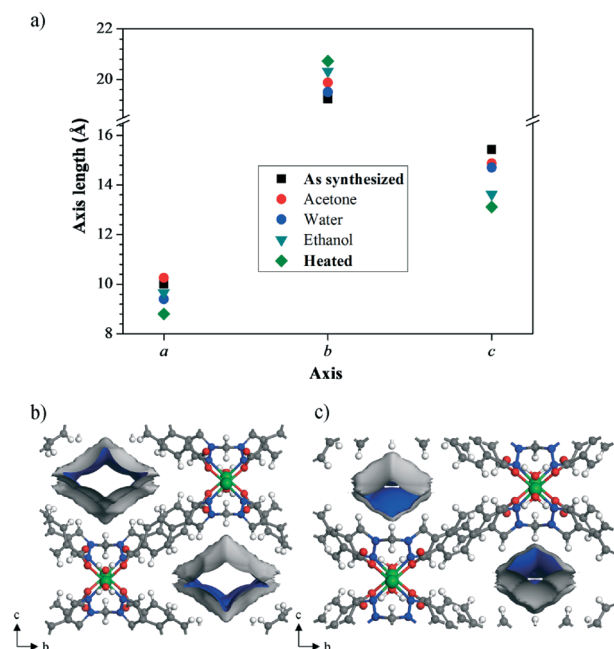 a)
22
20
16
14
12
10
8
Axis length (Å)
As synthesized
Acetone
Water
Ethanol
Heated
a
b
c
Axis
b)
c)
c
b
c
b